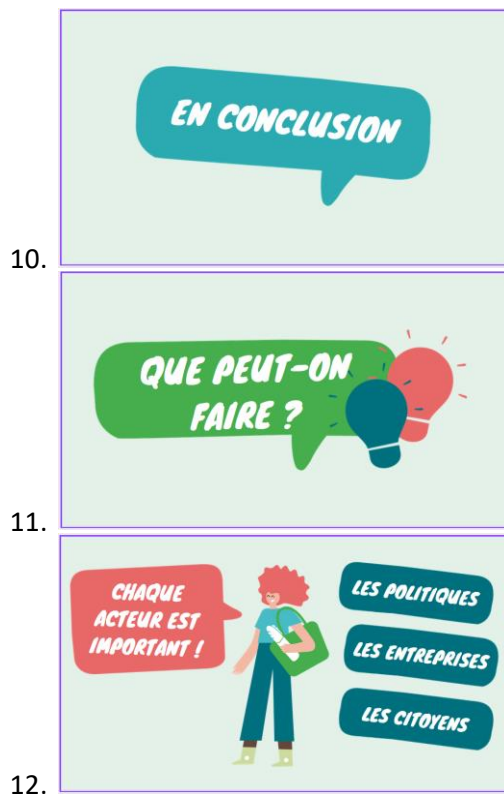 EN CONCLUSION
10.
QUE PEUT-ON
FAIRE ?
11.
CHAQUE
ACTEUR EST
IMPORTANT !
LES POLITIQUES
LES ENTREPRISES
LES CITOYENS
12.